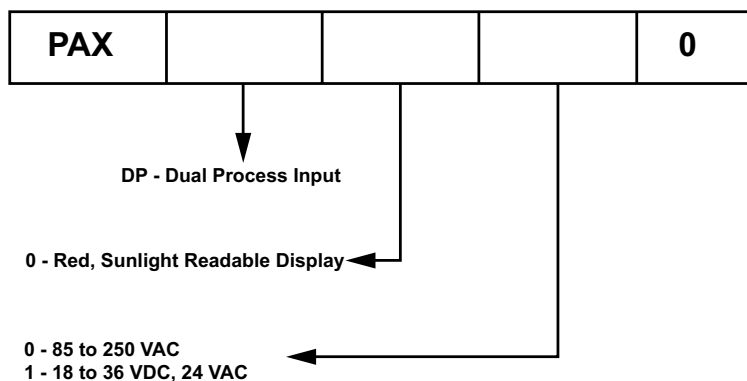 PAX 0
DP - Dual Process Input
0 - Red, Sunlight Readable Display
0 - 85 to 250 VAC
1 - 18 to 36 VDC, 24 VAC